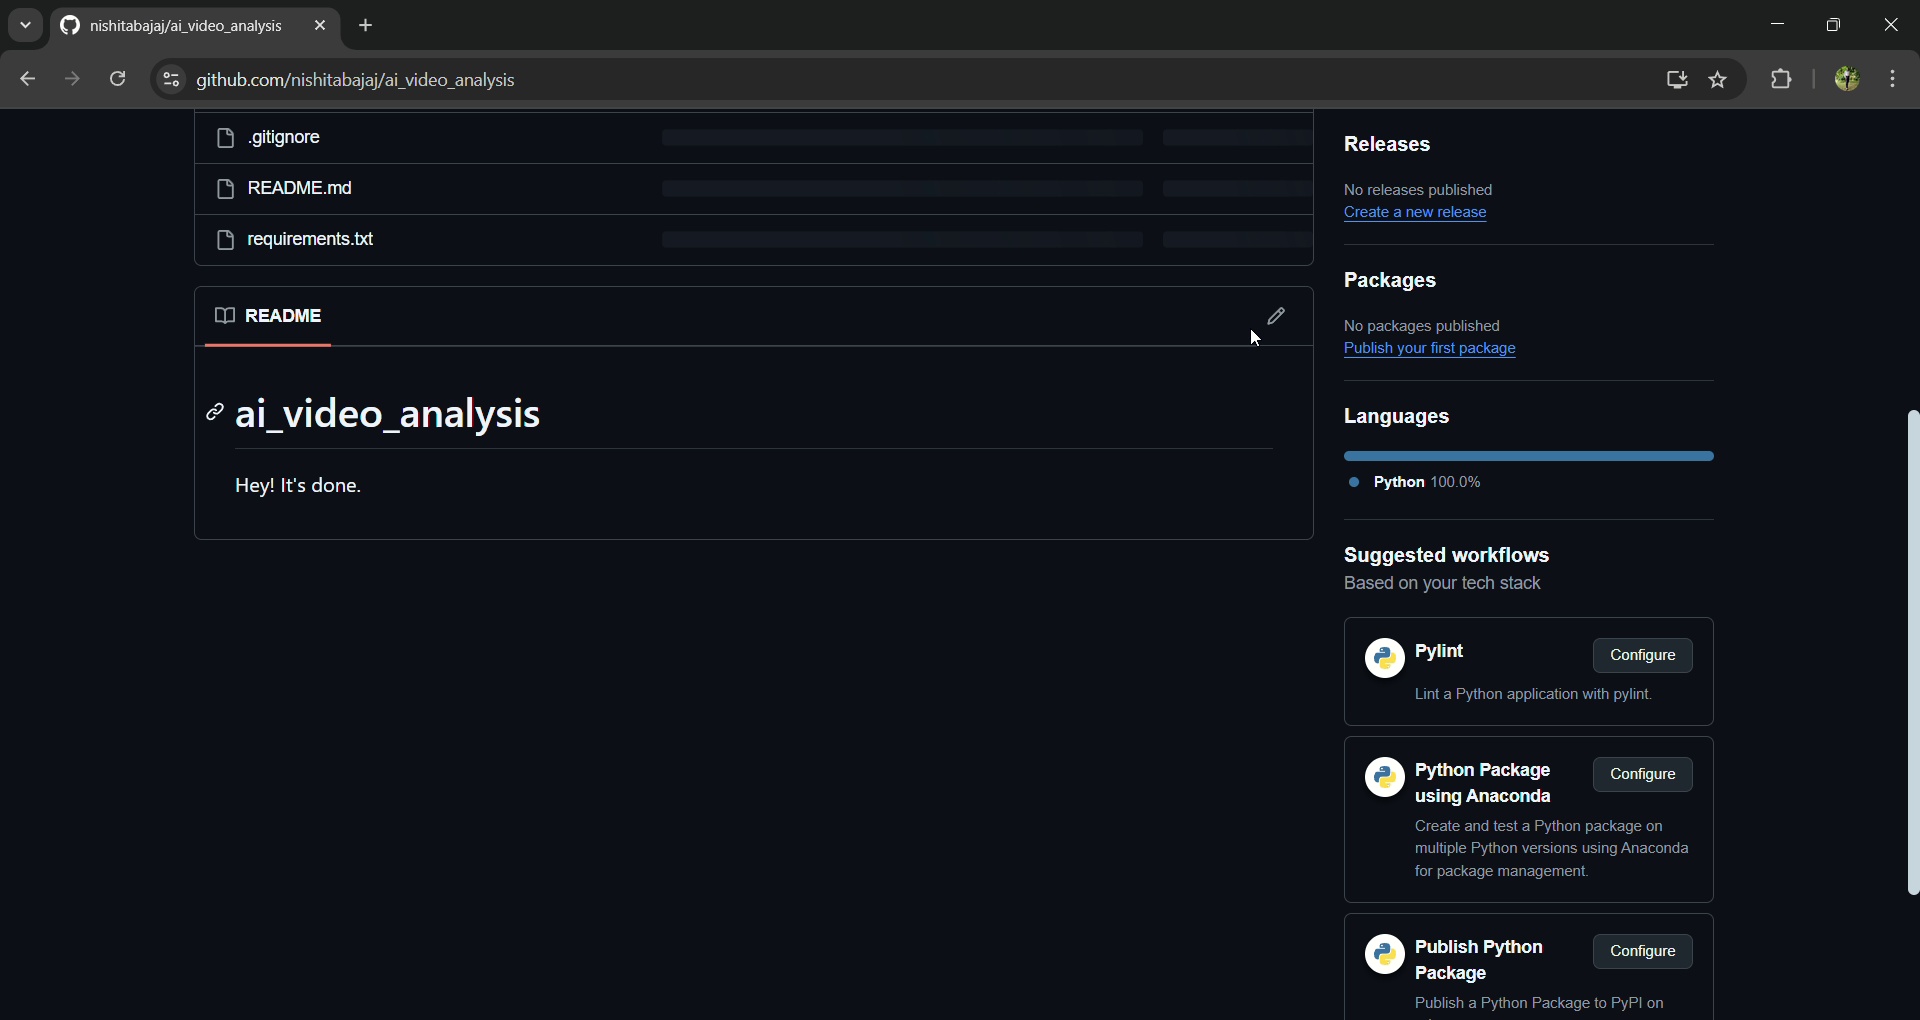 nishitabajaj/ai_video_analysis
github.com/nishitabajaj/ai_video_analysis
.gitignore
README.md
requirements.txt
README
ai_video_analysis
Hey! It's done.
Releases
No releases published
Create a new release
Packages
No packages published
Publish your first package
Languages
Python 100.0%
Suggested workflows
Based on your tech stack
Pylint
Configure
Lint a Python application with pylint.
Python Package
using Anaconda
Configure
Create and test a Python package on
multiple Python versions using Anaconda
for package management.
Publish Python
Package
Configure
Publish a Python Package to PyPI on